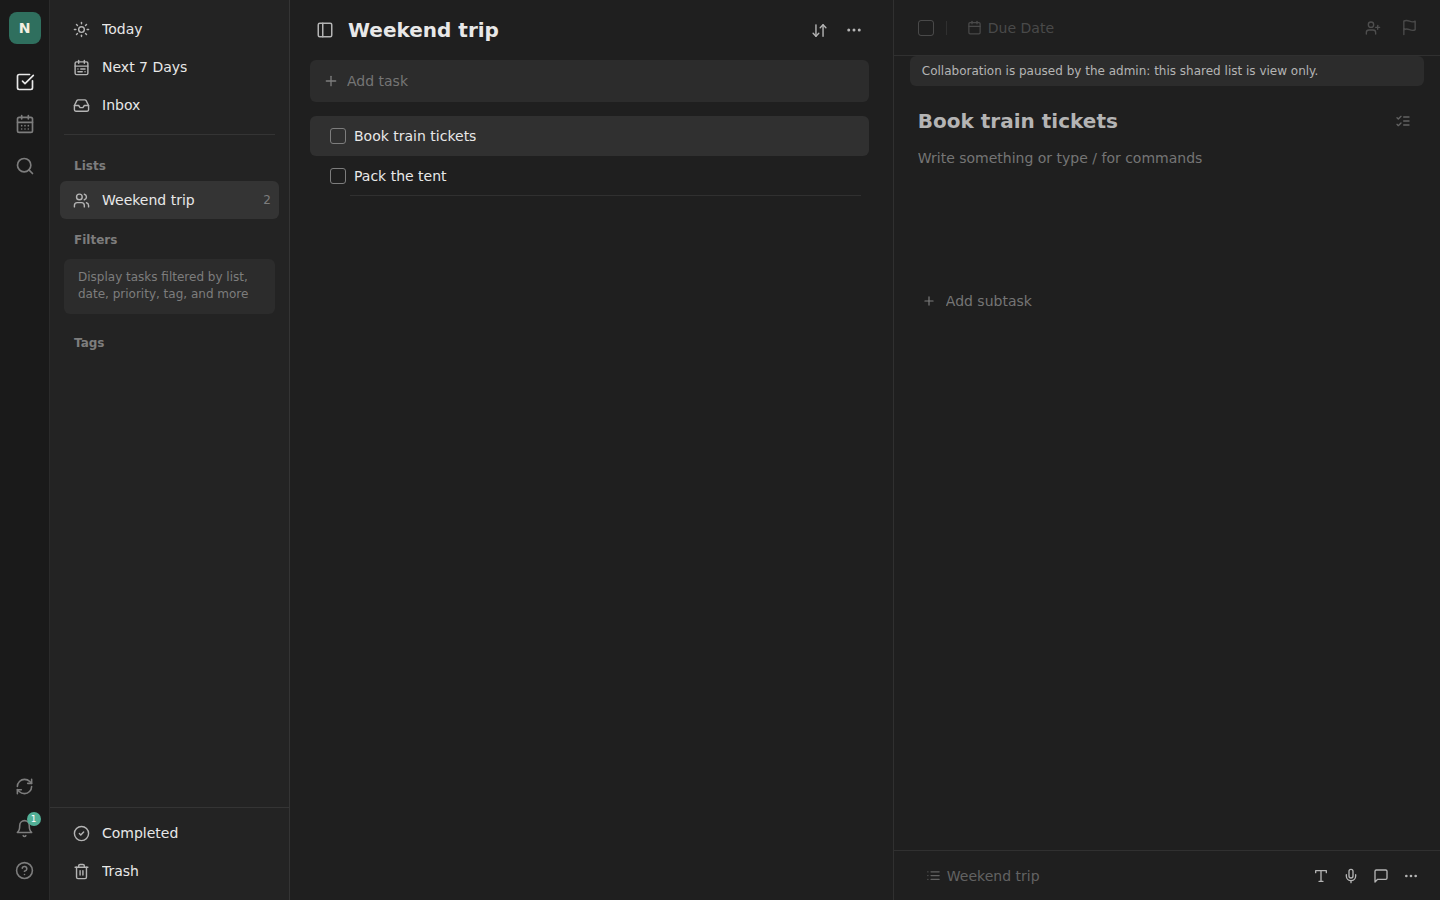 N
Today
Next 7 Days
Inbox
Lists
Weekend trip 2
Filters
Display tasks filtered by list,
date, priority, tag, and more
Tags
1
Completed
Trash
Weekend trip
Add task
Book train tickets
Pack the tent
Due Date
Collaboration is paused by the admin: this shared list is view only.
Book train tickets
Write something or type / for commands
Add subtask
Weekend trip